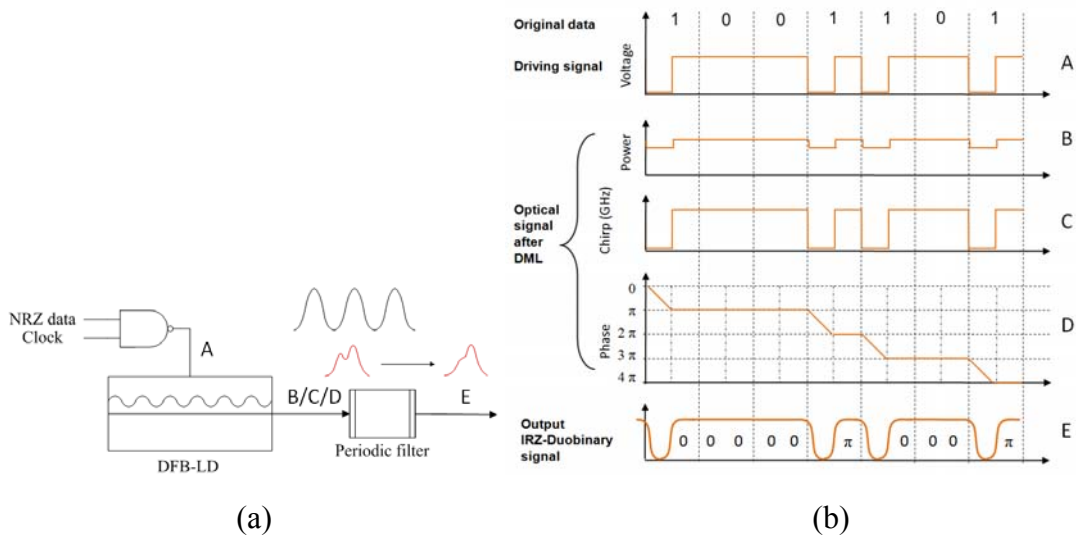 NRZ data
Clock
A
DFB-LD
B/C/D
Periodic filter
E
(a)
Original data
1 0 0 1 1 0 1
Driving signal
Voltage
A
Optical
signal
after
DML
Power
B
Chirp (GHz)
C
Phase
0
π
2 π
3 π
4 π
D
Output
IRZ-Duobinary
signal
0 0 0 0 π 0 0 0 π
E
(b)